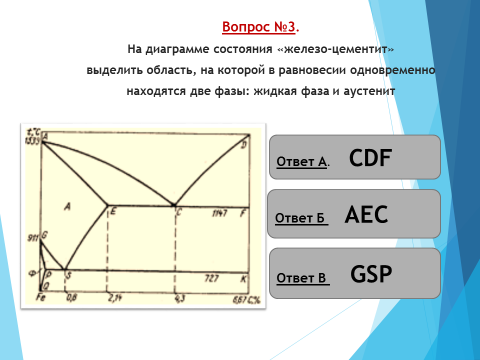 Вопрос №3.
На диаграмме состояния «железо-цементит»
выделить область, на которой в равновесии одновременно
находятся две фазы: жидкая фаза и аустенит
t,°C
A
1539
D
A
E
C
1147
F
911
G
Ф
P
S
727
K
Q
Fe
0,8
2,14
4,3
6,67 C,%
Ответ А. CDF
Ответ Б AEC
Ответ В GSP